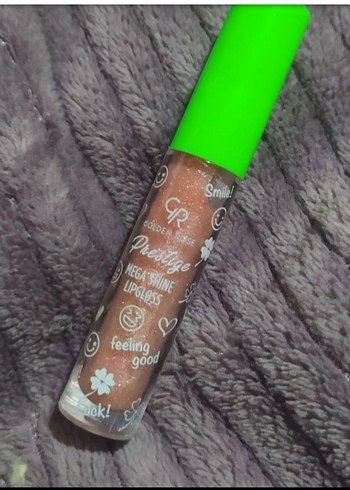 Smile!
GR
GOLDEN ROSE
Prestige
MEGA SHINE
LIPGLOSS
feeling
good